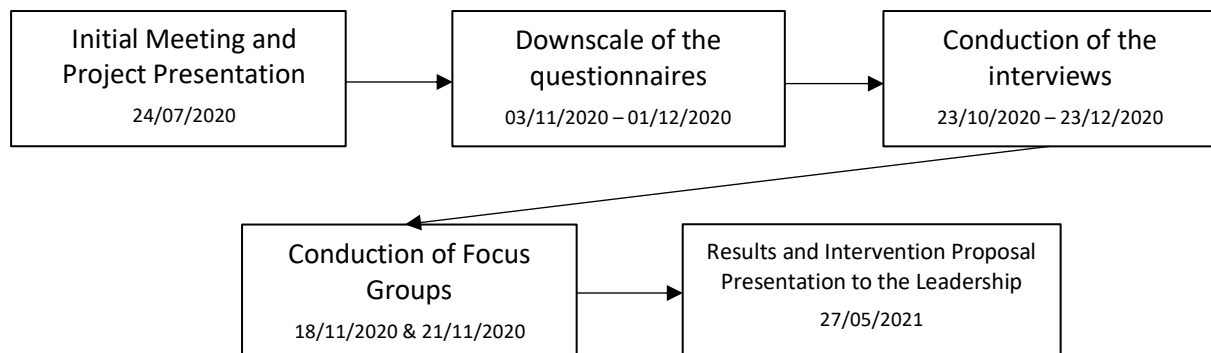 Initial Meeting and
Project Presentation
24/07/2020
Downscale of the
questionnaires
03/11/2020 – 01/12/2020
Conduction of the
interviews
23/10/2020 – 23/12/2020
Conduction of Focus
Groups
18/11/2020 & 21/11/2020
Results and Intervention Proposal
Presentation to the Leadership
27/05/2021